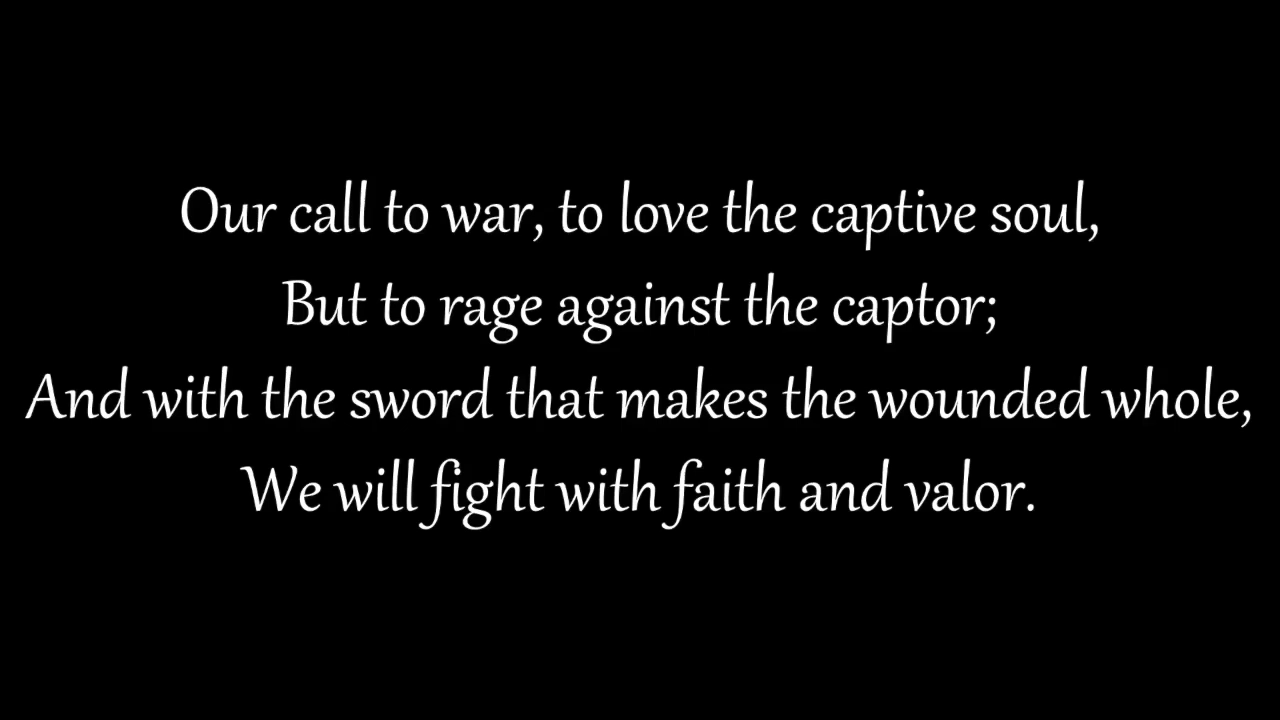 Our call to war, to love the captive soul,
But to rage against the captor;
And with the sword that makes the wounded whole,
We will fight with faith and valor.